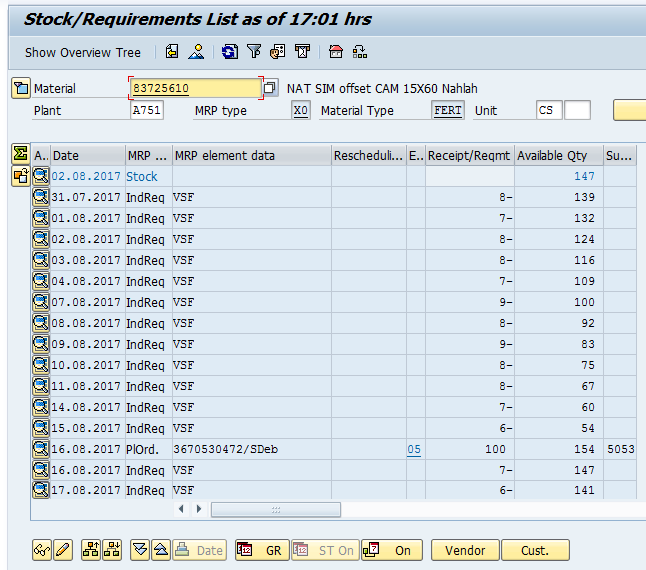 Stock/Requirements List as of 17:01 hrs
Show Overview Tree
Material 83725610 NAT SIM offset CAM 15X60 Nahlah
Plant A751 MRP type X0 Material Type FERT Unit CS
A.. Date MRP ... MRP element data Rescheduli... E.. Receipt/Reqmt Available Qty Su...
02.08.2017 Stock 147
31.07.2017 IndReq VSF 8- 139
01.08.2017 IndReq VSF 7- 132
02.08.2017 IndReq VSF 8- 124
03.08.2017 IndReq VSF 8- 116
04.08.2017 IndReq VSF 7- 109
07.08.2017 IndReq VSF 9- 100
08.08.2017 IndReq VSF 8- 92
09.08.2017 IndReq VSF 9- 83
10.08.2017 IndReq VSF 8- 75
11.08.2017 IndReq VSF 8- 67
14.08.2017 IndReq VSF 7- 60
15.08.2017 IndReq VSF 6- 54
16.08.2017 PlOrd. 3670530472/SDeb 05 100 154 5053
16.08.2017 IndReq VSF 7- 147
17.08.2017 IndReq VSF 6- 141
Date GR ST On On Vendor Cust.